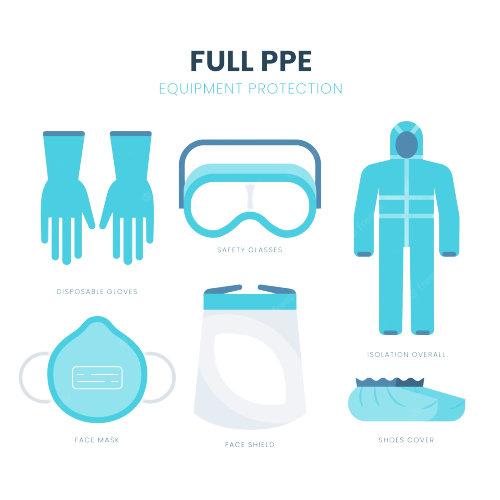 FULL PPE
EQUIPMENT PROTECTION
SAFETY GLASSES
DISPOSABLE GLOVES
ISOLATION OVERALL
FACE MASK
FACE SHIELD
SHOES COVER